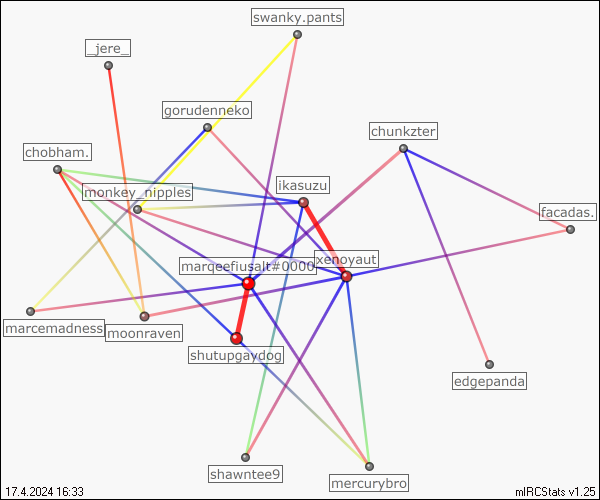 swanky.pants
_jere_
gorudenneko
chunkzter
chobham.
ikasuzu
monkey_nipples
facadas.
xenoyaut
marqeefiusalt#0000
marcemadness
moonraven
shutupgaydog
edgepanda
shawntee9
mercurybro
17.4.2024 16:33
mIRCStats v1.25